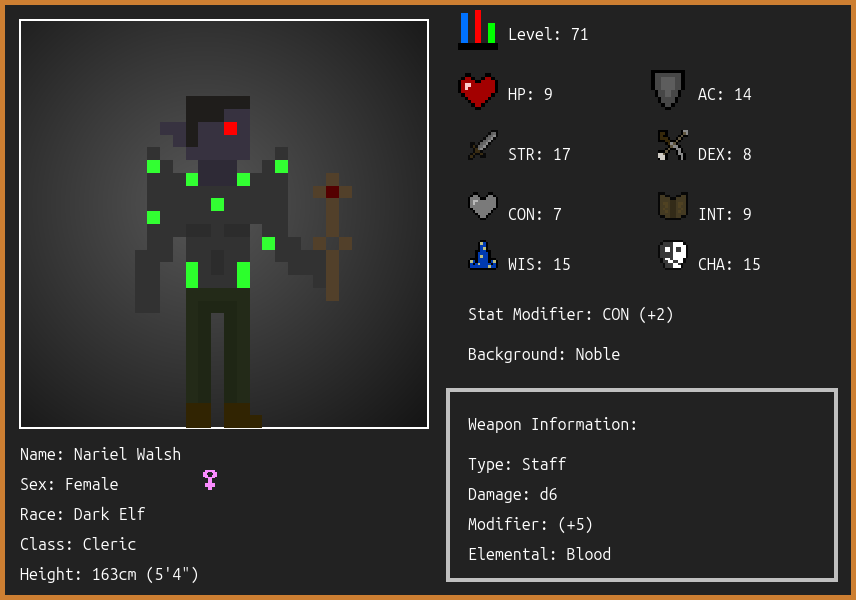 Level: 71
HP: 9
AC: 14
STR: 17
DEX: 8
CON: 7
INT: 9
WIS: 15
CHA: 15
Stat Modifier: CON (+2)
Background: Noble
Weapon Information:
Type: Staff
Damage: d6
Modifier: (+5)
Elemental: Blood
Name: Nariel Walsh
Sex: Female
Race: Dark Elf
Class: Cleric
Height: 163cm (5'4")